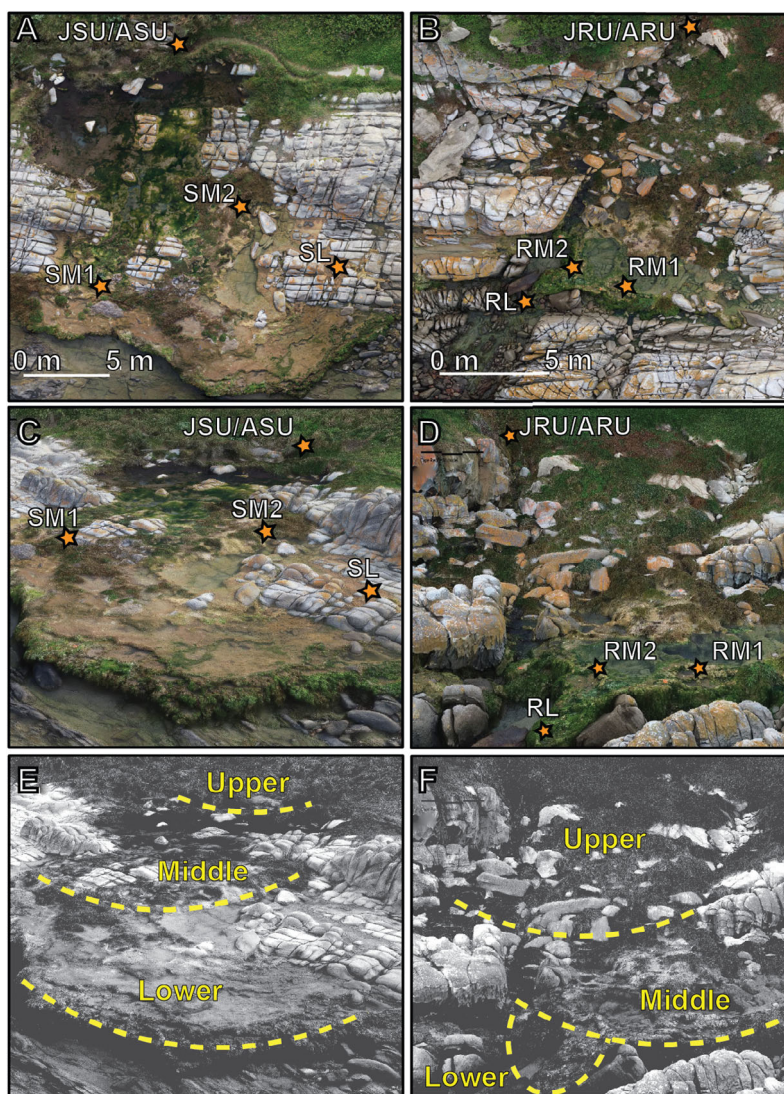 A
JSU/ASU
SM2
SL
SM1
0 m 5 m
B
JRU/ARU
RM2
RM1
RL
0 m 5 m
C
JSU/ASU
SM1
SM2
SL
D
JRU/ARU
RM2
RM1
RL
E
Upper
Middle
Lower
F
Upper
Middle
Lower